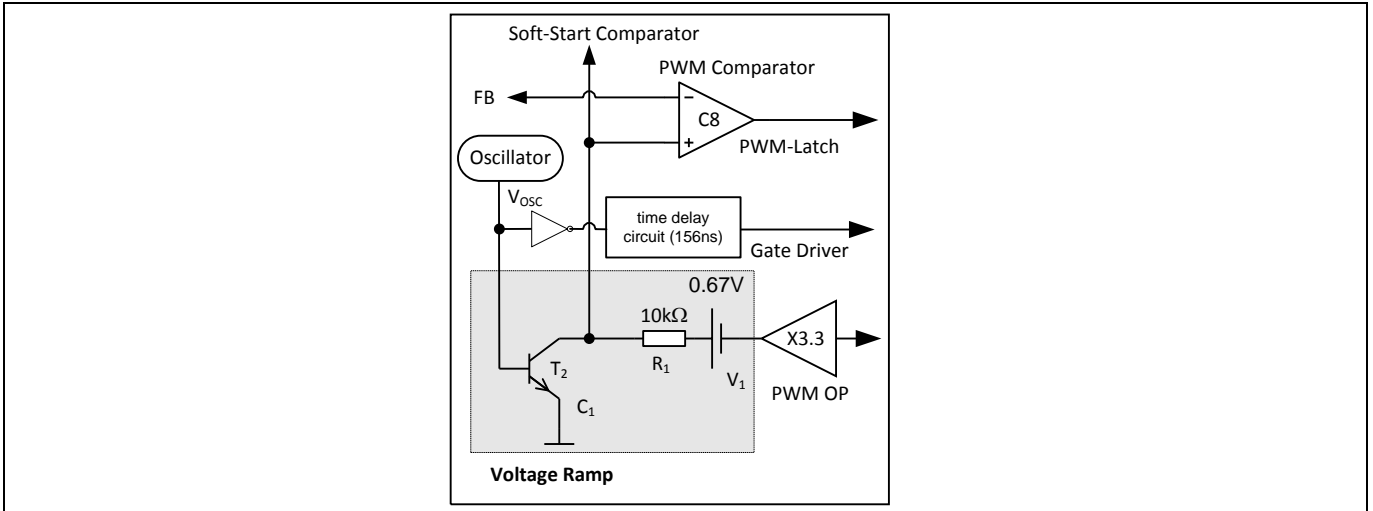 Soft-Start Comparator
PWM Comparator
FB
−
C8
+
PWM-Latch
Oscillator
VOSC
time delay
circuit (156ns)
Gate Driver
0.67V
10kΩ
X3.3
T2
R1
V1
PWM OP
C1
Voltage Ramp